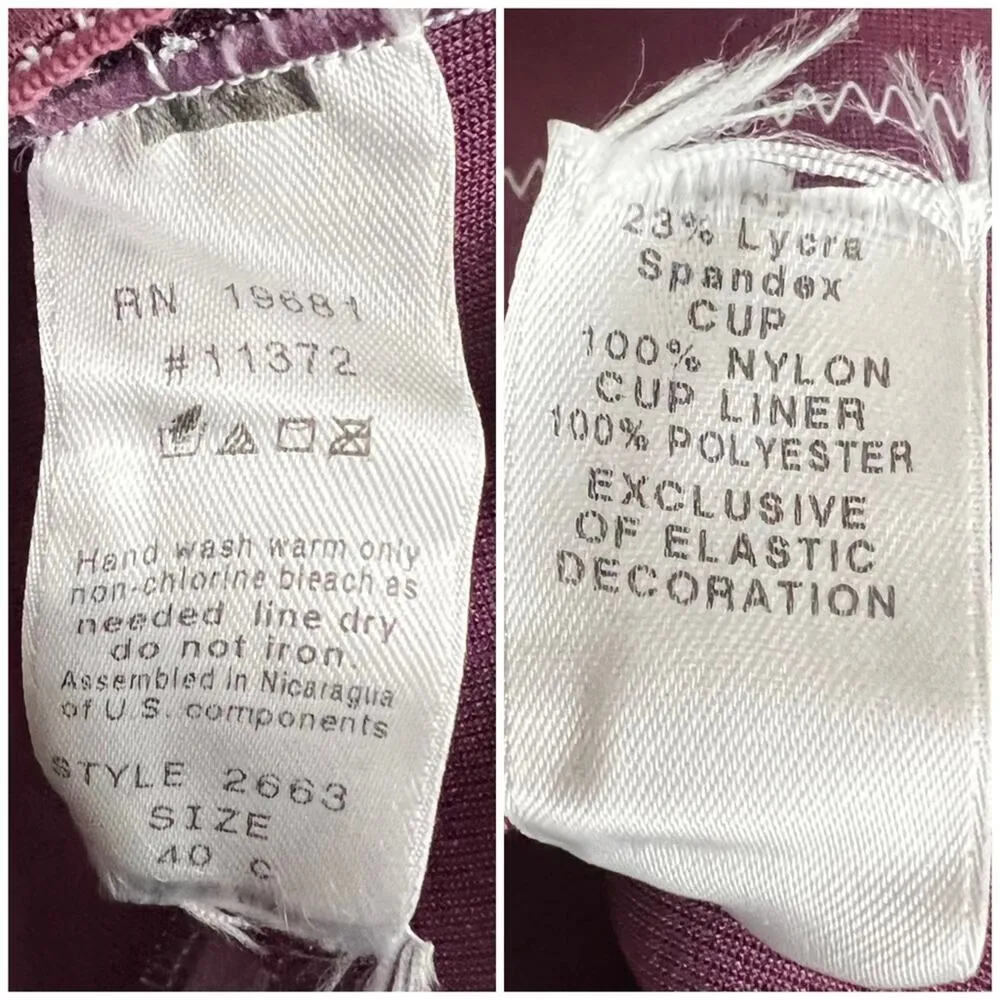 RN 19681
#11372
Hand wash warm only
non-chlorine bleach as
needed line dry
do not iron.
Assembled in Nicaragua
of U.S. components
STYLE 2663
SIZE
40 C
23% Lycra
Spandex
CUP
100% NYLON
CUP LINER
100% POLYESTER
EXCLUSIVE
OF ELASTIC
DECORATION